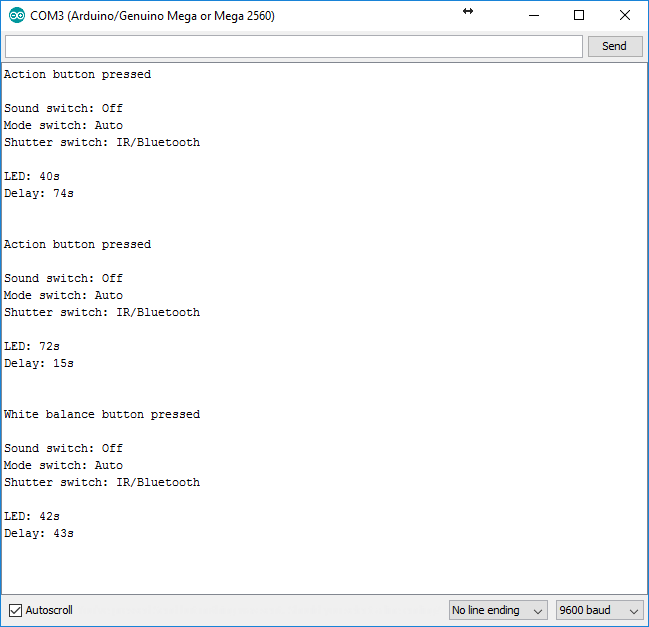 COM3 (Arduino/Genuino Mega or Mega 2560)
Send
Action button pressed
Sound switch: Off
Mode switch: Auto
Shutter switch: IR/Bluetooth
LED: 40s
Delay: 74s
Action button pressed
Sound switch: Off
Mode switch: Auto
Shutter switch: IR/Bluetooth
LED: 72s
Delay: 15s
White balance button pressed
Sound switch: Off
Mode switch: Auto
Shutter switch: IR/Bluetooth
LED: 42s
Delay: 43s
Autoscroll
No line ending
9600 baud